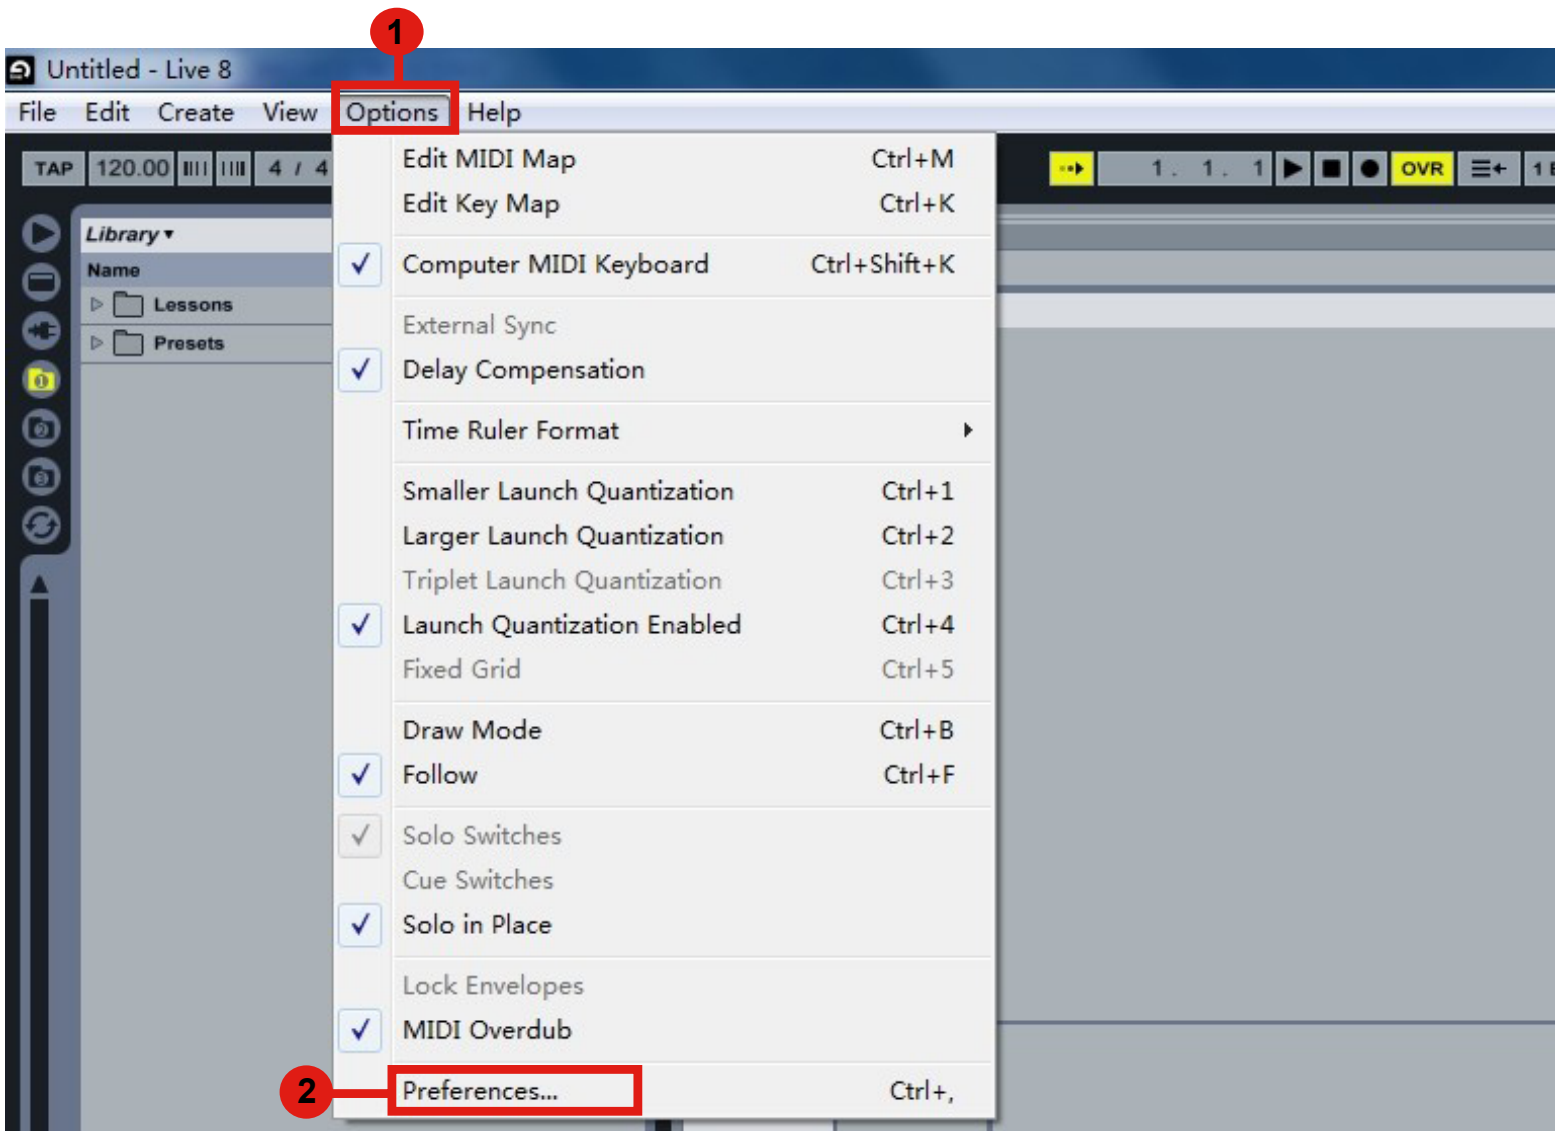 1
Untitled - Live 8
File Edit Create View Options Help
TAP 120.00 4 / 4 1. 1. 1 OVR 1
Edit MIDI Map Ctrl+M
Edit Key Map Ctrl+K
Library
Name
Lessons
Presets
Computer MIDI Keyboard Ctrl+Shift+K
External Sync
Delay Compensation
Time Ruler Format
Smaller Launch Quantization Ctrl+1
Larger Launch Quantization Ctrl+2
Triplet Launch Quantization Ctrl+3
Launch Quantization Enabled Ctrl+4
Fixed Grid Ctrl+5
Draw Mode Ctrl+B
Follow Ctrl+F
Solo Switches
Cue Switches
Solo in Place
Lock Envelopes
MIDI Overdub
2 Preferences... Ctrl+,